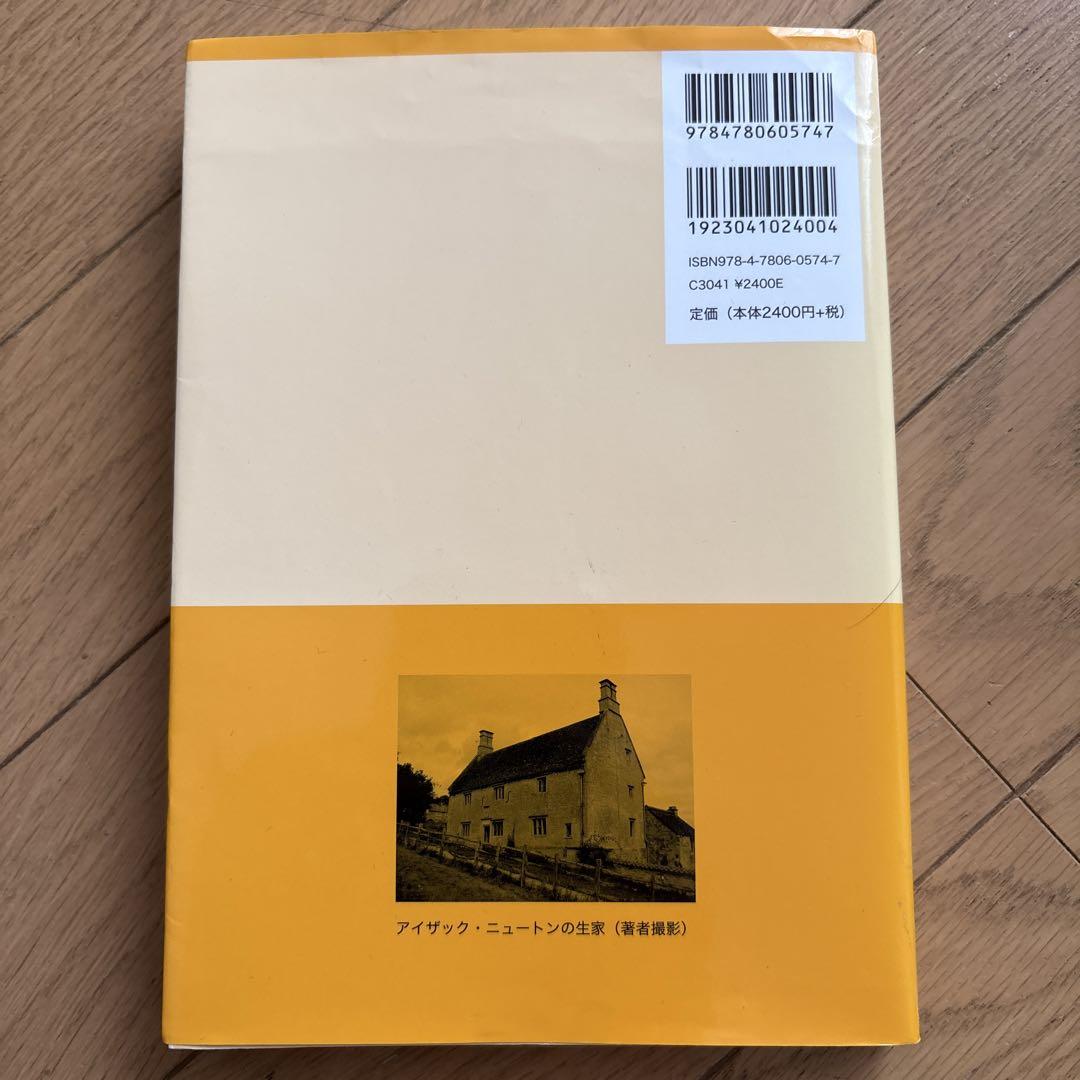 9784780605747
1923041024004
ISBN978-4-7806-0574-7
C3041 ¥2400E
定価（本体2400円+税）
アイザック・ニュートンの生家（著者撮影）